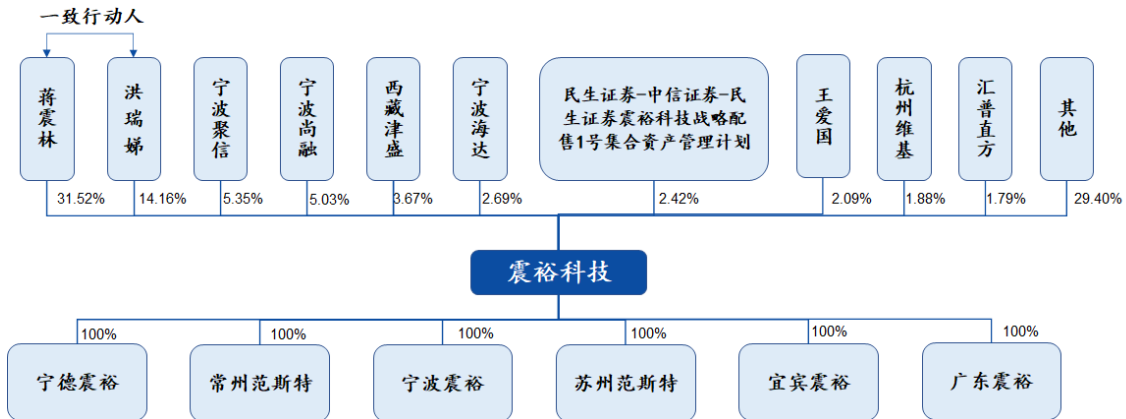 一致行动人
蒋震林
洪瑞娣
宁波聚信
宁波尚融
西藏津盛
宁波海达
民生证券-中信证券-民
生证券震裕科技战略配
售1号集合資产管理计划
王爱国
杭州维基
汇普直方
其他
31.52%
14.16%
5.35%
5.03%
3.67%
2.69%
2.42%
2.09%
1.88%
1.79%
29.40%
震裕科技
100%
100%
100%
100%
100%
100%
宁德震裕
常州范斯特
宁波震裕
苏州范斯特
宜宾震裕
广东震裕